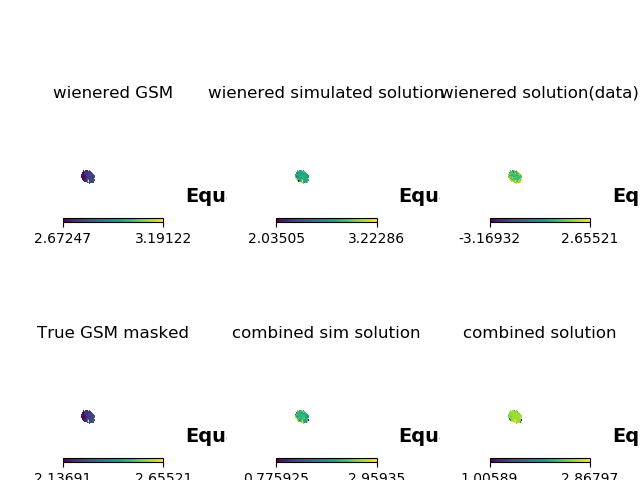 wienered GSM
wienered simulated solution
wienered solution(data)
Equ
Equ
Eq
2.67247 3.19122
2.03505 3.22286
-3.16932 2.65521
True GSM masked
combined sim solution
combined solution
Equ
Equ
Eq
2.13691 2.65521
0.775925 2.95935
1.00589 2.86797